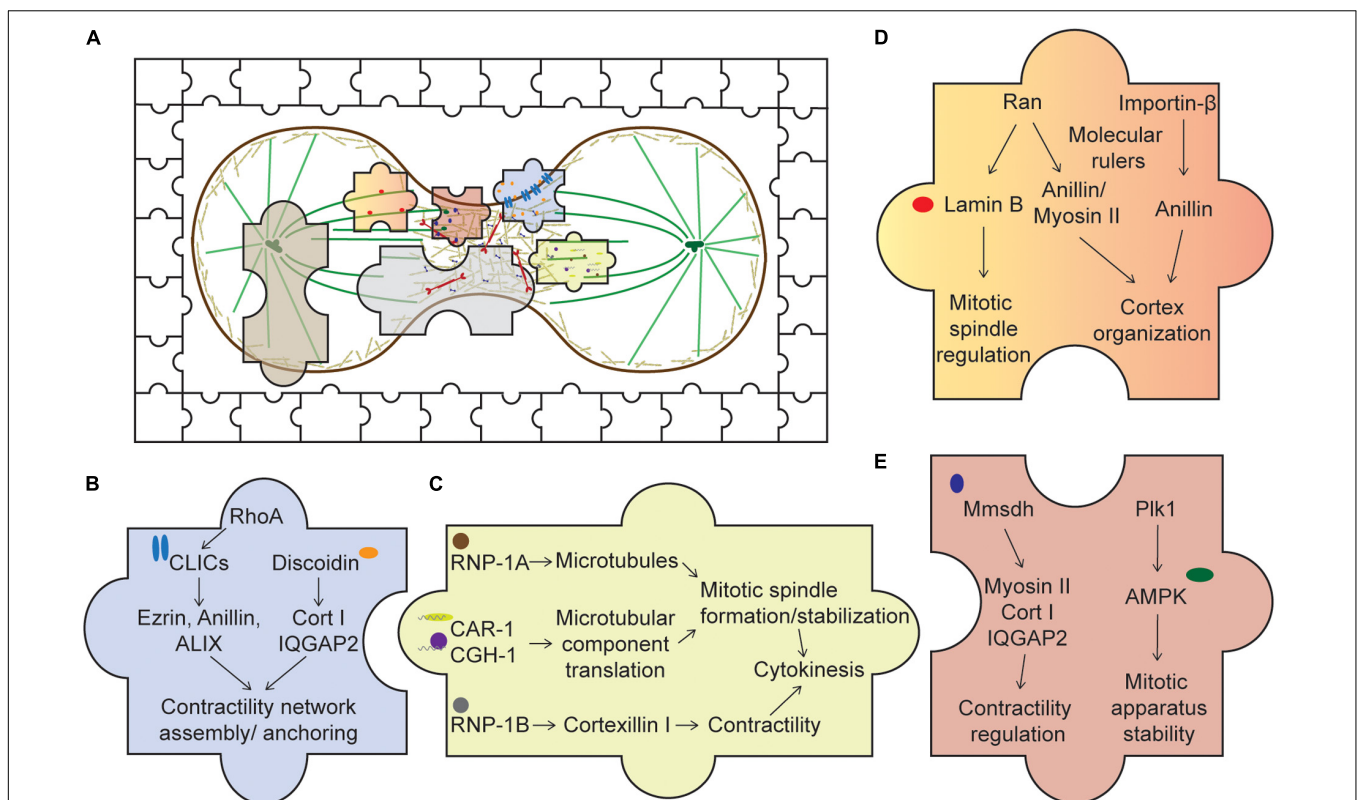 A
B
RhoA
CLICs
Discoidin
Ezrin, Anillin,
ALIX
Cort I
IQGAP2
Contractility network
assembly/ anchoring
C
RNP-1A
Microtubules
Mitotic spindle
formation/stabilization
CAR-1
CGH-1
Microtubular
component
translation
Cytokinesis
RNP-1B
Cortexillin I
Contractility
D
Ran
Importin-β
Molecular
rulers
Lamin B
Anillin/
Myosin II
Anillin
Mitotic
spindle
regulation
Cortex
organization
E
Mmsdh
Plk1
Myosin II
Cort I
IQGAP2
AMPK
Contractility
regulation
Mitotic
apparatus
stability